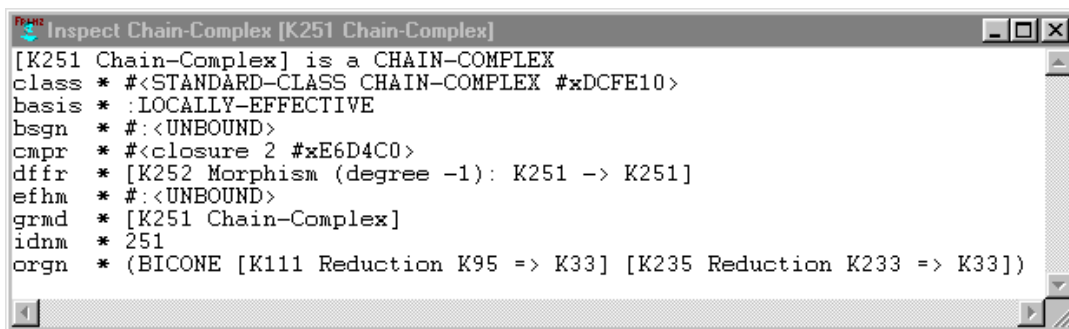 Franz Inspect Chain-Complex [K251 Chain-Complex]
[K251 Chain-Complex] is a CHAIN-COMPLEX
class * #<STANDARD-CLASS CHAIN-COMPLEX #xDCFE10>
basis * :LOCALLY-EFFECTIVE
bsgn * #:<UNBOUND>
cmpr * #<closure 2 #xE6D4C0>
dffr * [K252 Morphism (degree -1): K251 -> K251]
efhm * #:<UNBOUND>
grmd * [K251 Chain-Complex]
idnm * 251
orgn * (BICONE [K111 Reduction K95 => K33] [K235 Reduction K233 => K33])